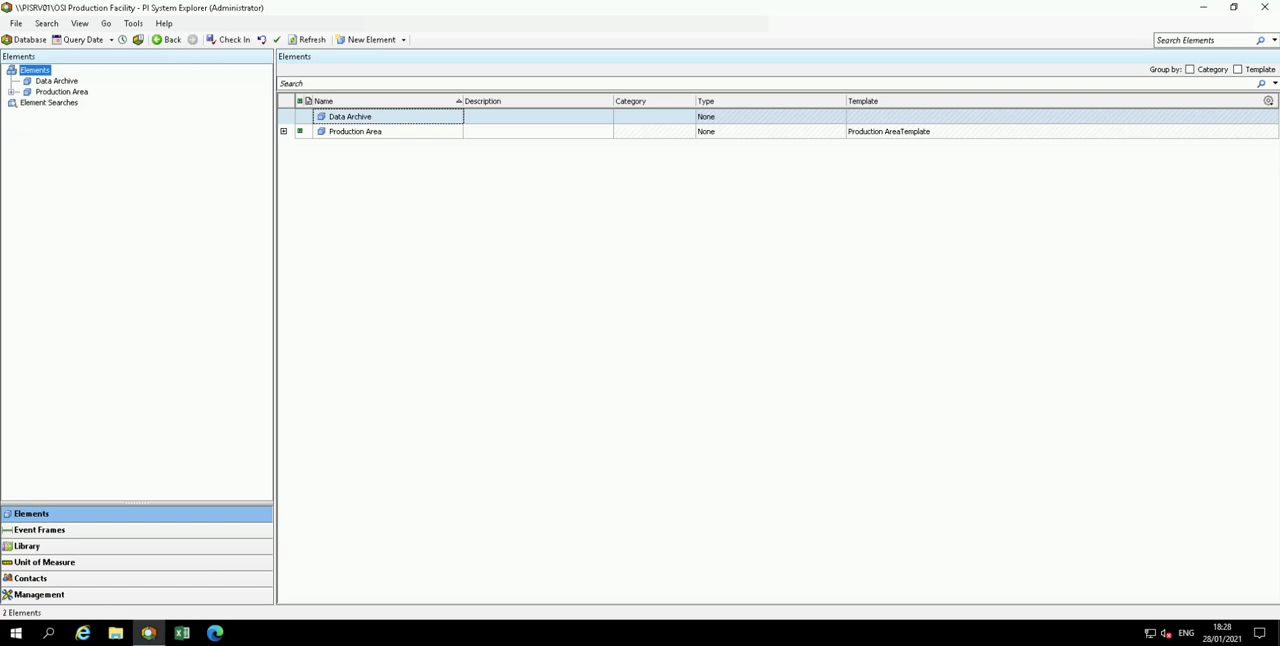 \\PISRV01\OSI Production Facility - PI System Explorer (Administrator)
File Search View Go Tools Help
Database Query Date Back Check In Refresh New Element Search Elements
Elements Elements
Elements Group by: Category Template
Data Archive Search
Production Area Name Description Category Type Template
Element Searches
Data Archive None
Production Area None Production AreaTemplate
Elements
Event Frames
Library
Unit of Measure
Contacts
Management
2 Elements
ENG 18:28
28/01/2021